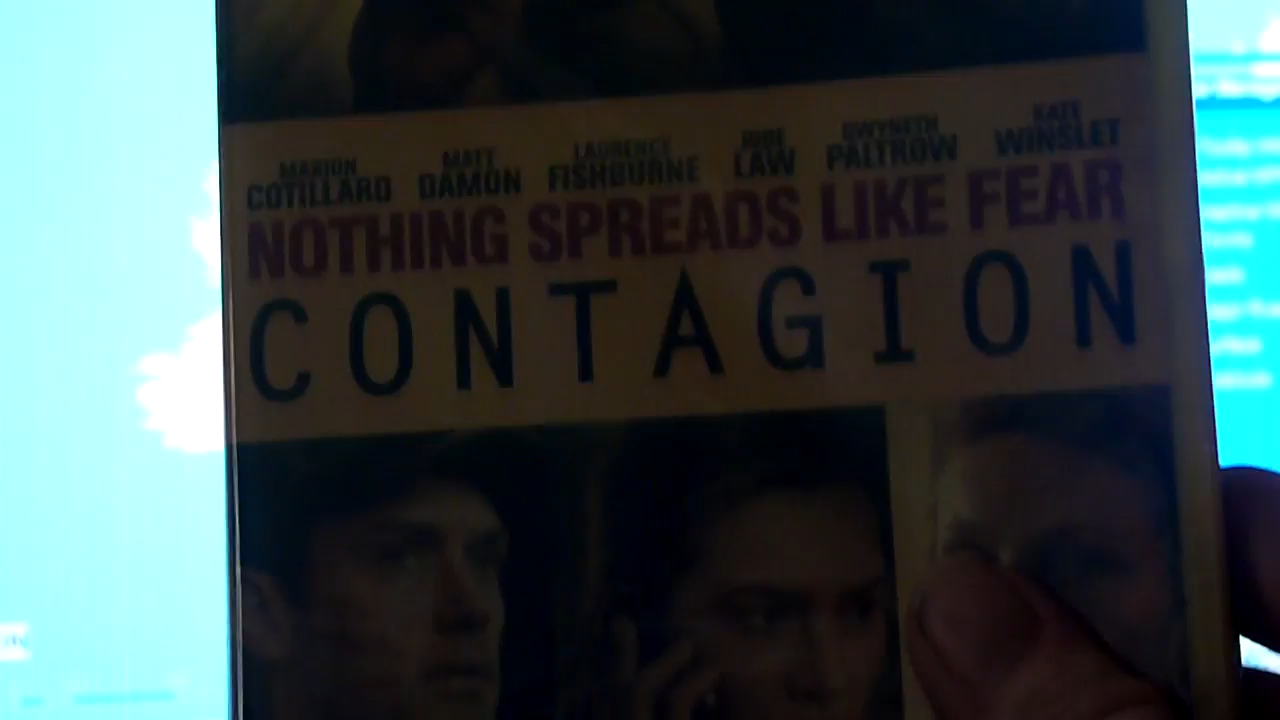 MARION COTILLARD MATT DAMON LAURENCE FISHBURNE JUDE LAW GWYNETH PALTROW KATE WINSLET
NOTHING SPREADS LIKE FEAR
CONTAGION